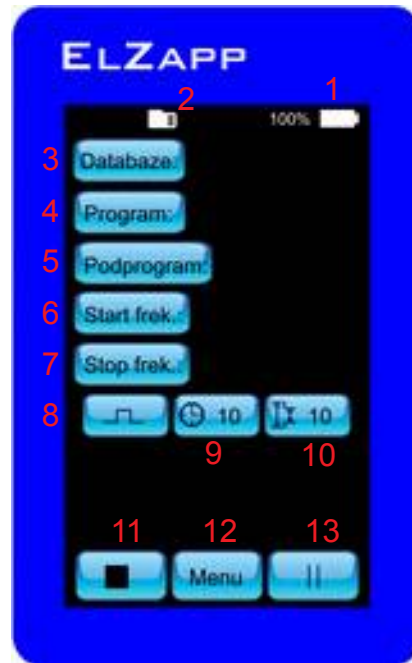 ELZAPP
2
1
100%
3 Databaze:
4 Program:
5 Podprogram:
6 Start frek.:
7 Stop frek.:
8 10 10
9 10
11 12 13
Menu